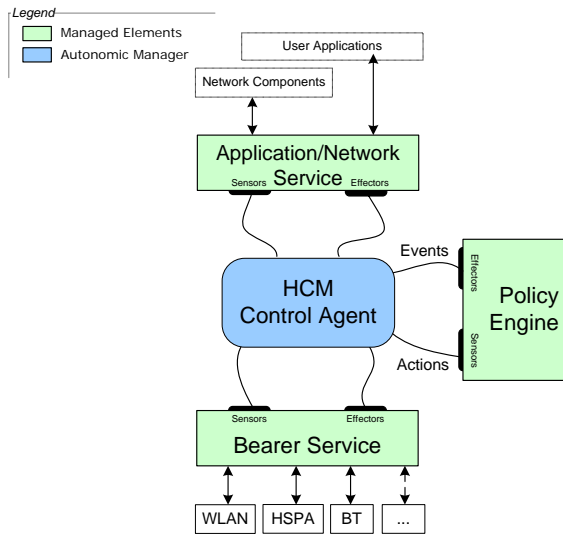 Legend
Managed Elements
Autonomic Manager
User Applications
Network Components
Application/Network
Service
Sensors
Effectors
HCM
Control Agent
Events
Actions
Effectors
Sensors
Policy
Engine
Sensors
Effectors
Bearer Service
WLAN
HSPA
BT
...